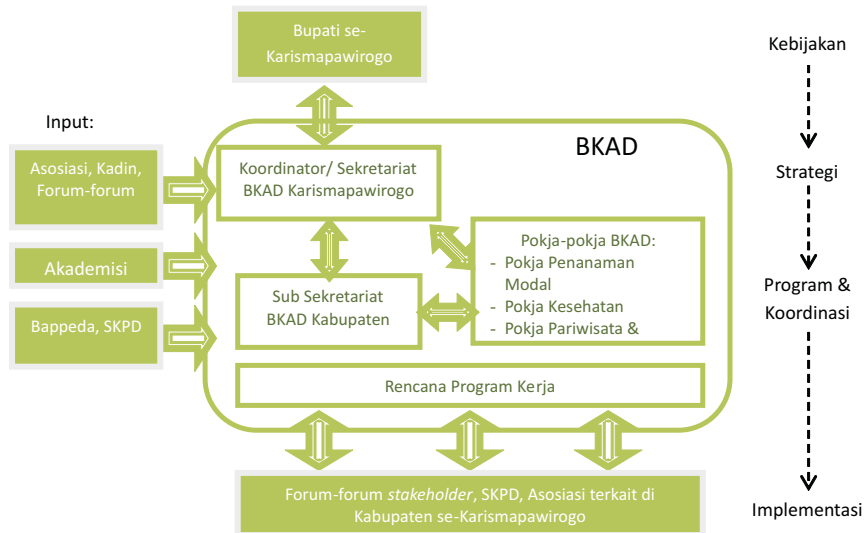 Bupati se-
Karismapawirogo
Kebijakan
Input:
BKAD
Asosiasi, Kadin,
Forum-forum
Koordinator/ Sekretariat
BKAD Karismapawirogo
Strategi
Akademisi
Pokja-pokja BKAD:
- Pokja Penanaman
Modal
- Pokja Kesehatan
- Pokja Pariwisata &
Sub Sekretariat
BKAD Kabupaten
Program &
Koordinasi
Bappeda, SKPD
Rencana Program Kerja
Forum-forum stakeholder, SKPD, Asosiasi terkait di
Kabupaten se-Karismapawirogo
Implementasi